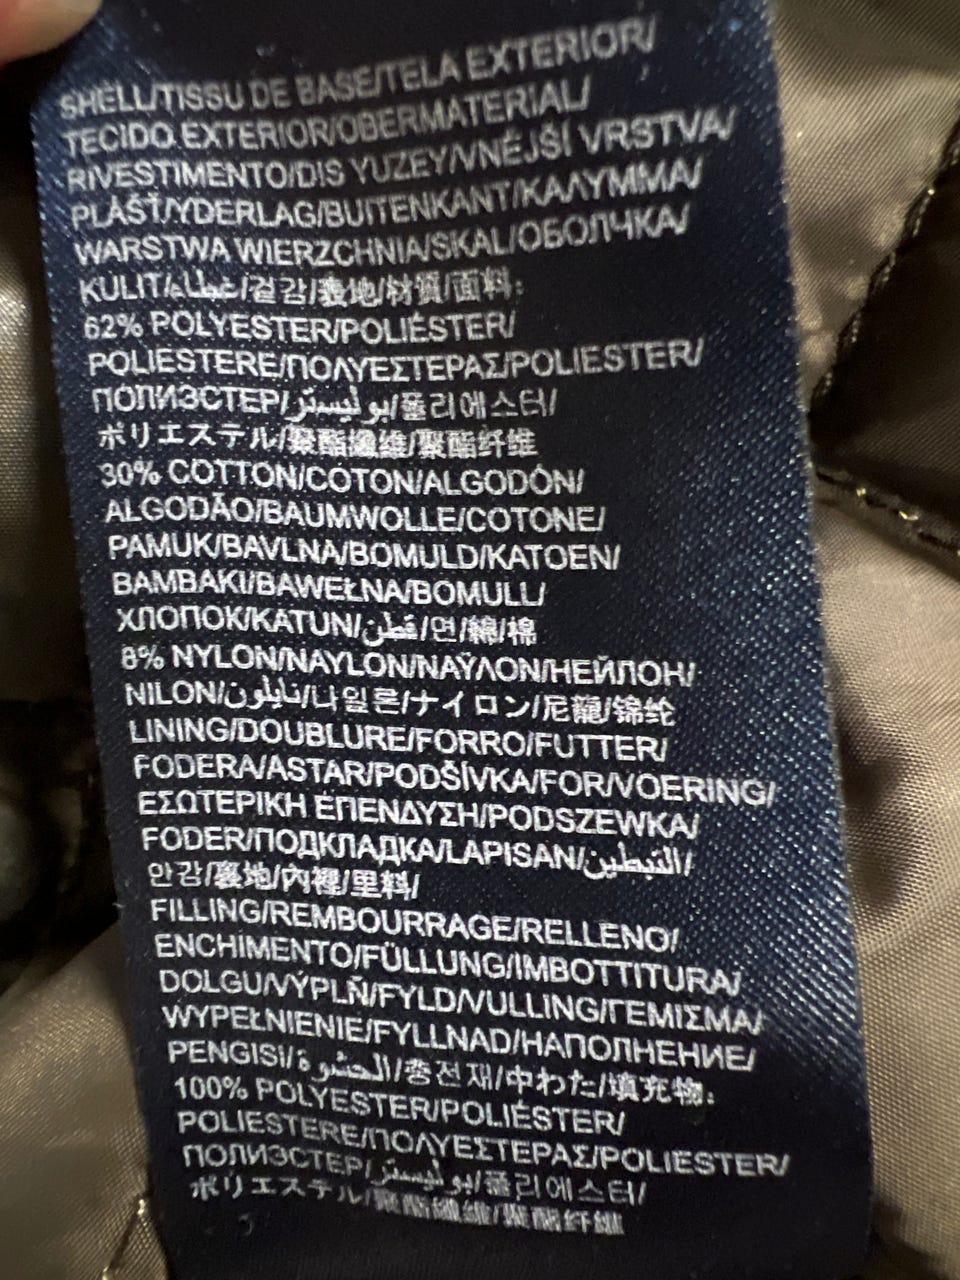 SHELL/TISSU DE BASE/TELA EXTERIOR/
TECIDO EXTERIOR/OBERMATERIAL/
RIVESTIMENTO/DIS YUZEY/VNĚJŠÍ VRSTVA/
PLÁŠŤ/YDERLAG/BUITENKANT/ΚΑΛΥΜΜΑ/
WARSTWA WIERZCHNIA/SKAL/ОБОЛЧКА/
KULIT/غطاء/겉감/表地/材質/面料:
62% POLYESTER/POLIÉSTER/
POLIESTERE/ΠΟΛΥΕΣΤΕΡΑΣ/POLIESTER/
ПОЛИЭСТЕР/بوليستر/폴리에스터/
ポリエステル/聚酯纖維/聚酯纤维
30% COTTON/COTON/ALGODÓN/
ALGODÃO/BAUMWOLLE/COTONE/
PAMUK/BAVLNA/BOMULD/KATOEN/
BAMBAKI/BAWEŁNA/BOMULL/
ХЛОПОК/KATUN/قطن/면/綿/棉
8% NYLON/NAYLON/ΝΑΫΛΟΝ/НЕЙЛОН/
NILON/نايلون/나일론/ナイロン/尼龍/锦纶
LINING/DOUBLURE/FORRO/FUTTER/
FODERA/ASTAR/PODŠÍVKA/FOR/VOERING/
ΕΣΩΤΕΡΙΚΗ ΕΠΕΝΔΥΣΗ/PODSZEWKA/
FODER/ПОДКЛАДКА/LAPISAN/التبطين/
안감/裏地/內裡/里料/
FILLING/REMBOURRAGE/RELLENO/
ENCHIMENTO/FÜLLUNG/IMBOTTITURA/
DOLGU/VÝPLÑ/FYLD/VULLING/ΓΕΜΙΣΜΑ/
WYPEŁNIENIE/FYLLNAD/НАПОЛНЕНИЕ/
PENGISI/الحشوة/충전재/中わた/填充物:
100% POLYESTER/POLIÉSTER/
POLIESTERE/ΠΟΛΥΕΣΤΕΡΑΣ/POLIESTER/
ПОЛИЭСТЕР/بوليستر/폴리에스터/
ポリエステル/聚酯纖維/聚酯纤维